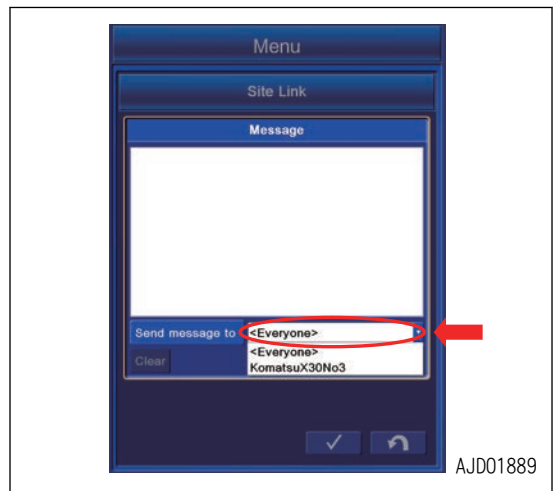 Menu
Site Link
Message
Send message to <Everyone>
<Everyone>
Clear
KomatsuX30No3
AJD01889